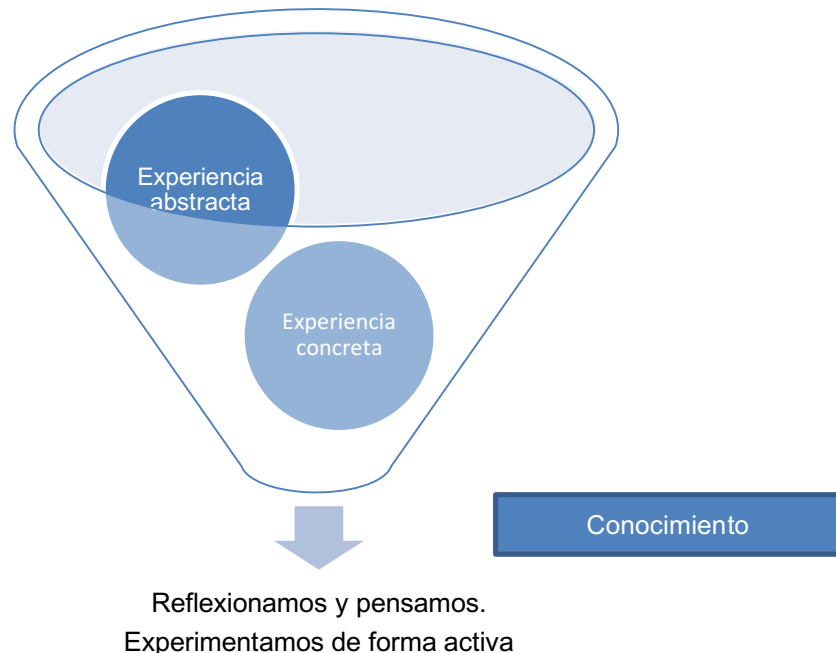 Experiencia
abstracta
Experiencia
concreta
Conocimiento
Reflexionamos y pensamos.
Experimentamos de forma activa